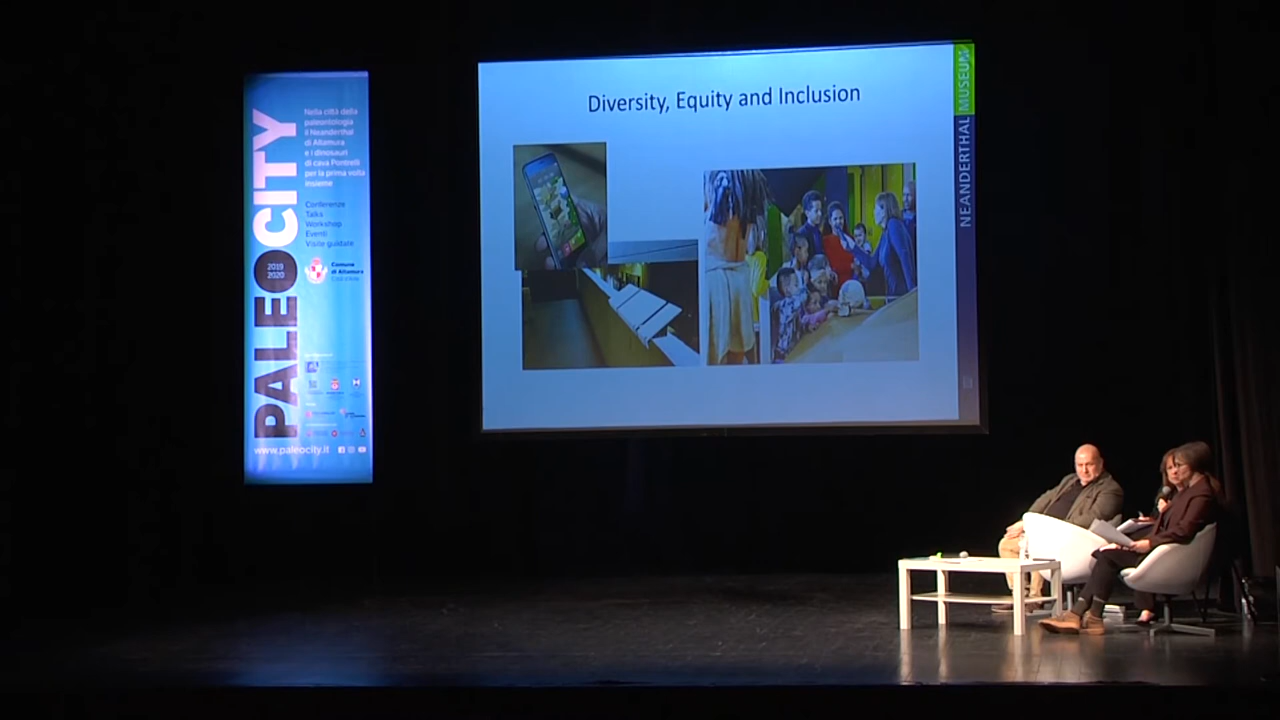 PALEOCITY
2019
2020
Nella città della
paleontologia
il Neanderthal
di Altamura
e i dinosauri
di cava Pontrelli
per la prima volta
insieme
Conferenze
Talks
Workshop
Eventi
Visite guidate
Comune
di Altamura
www.paleocity.it
Diversity, Equity and Inclusion
NEANDERTHAL MUSEUM